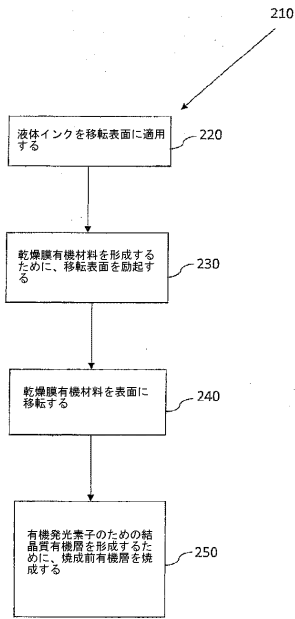 210
液体インクを移転表面に適用
する
220
乾燥膜有機材料を形成する
ために、移転表面を励起す
る
230
乾燥膜有機材料を表面に
移転する
240
有機発光素子のための結
晶質有機層を形成するた
めに、焼成前有機層を焼
成する
250